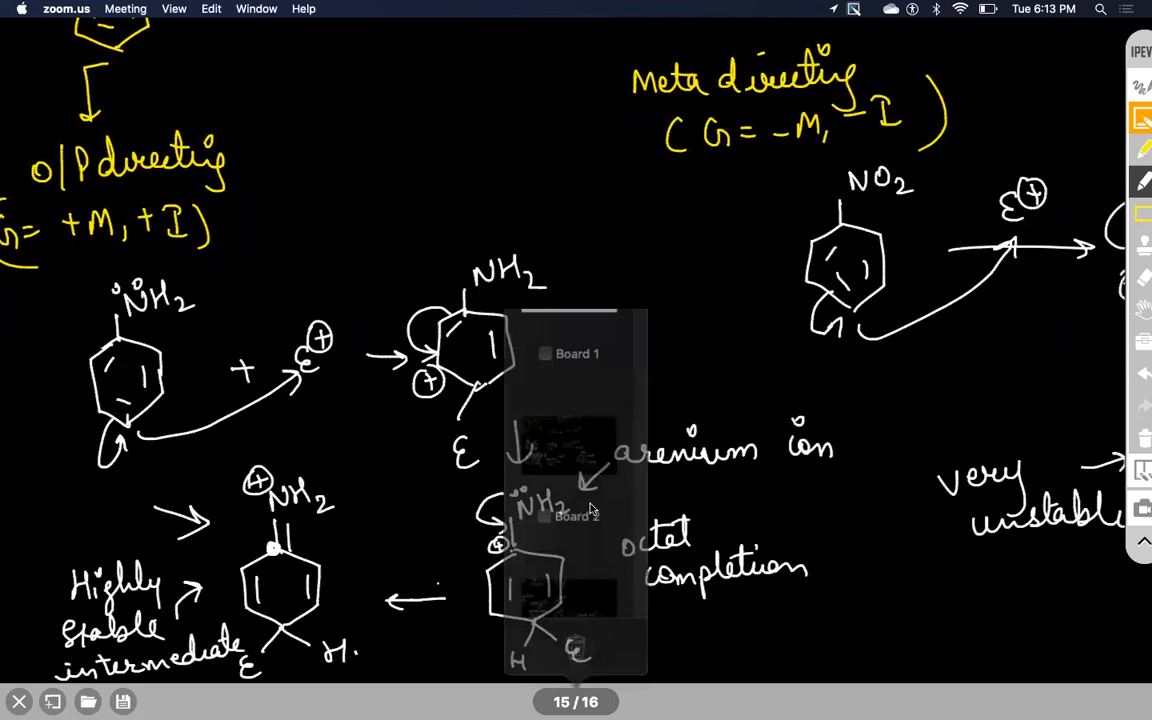 zoom.us Meeting View Edit Window Help
Tue 6:13 PM
IPEV
Meta directing
(G = -M, -I)
O/P directing
G = +M, +I)
NO2
E+
NH2
+ E+
NH2
+
E
Board 1
arenium ion
NH2
+
Board 2
octet
completion
H E
very
unstable
+
NH2
Highly
stable
intermediate
E H.
15 / 16